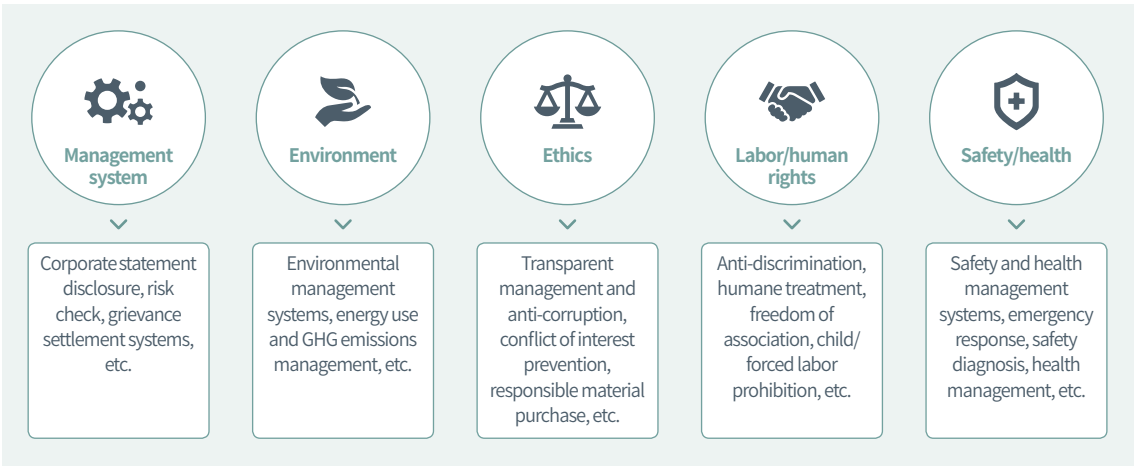 Management
system
Environment
Ethics
Labor/human
rights
Safety/health
Corporate statement
disclosure, risk
check, grievance
settlement systems,
etc.
Environmental
management
systems, energy use
and GHG emissions
management, etc.
Transparent
management and
anti-corruption,
conflict of interest
prevention,
responsible material
purchase, etc.
Anti-discrimination,
humane treatment,
freedom of
association, child/
forced labor
prohibition, etc.
Safety and health
management
systems, emergency
response, safety
diagnosis, health
management, etc.